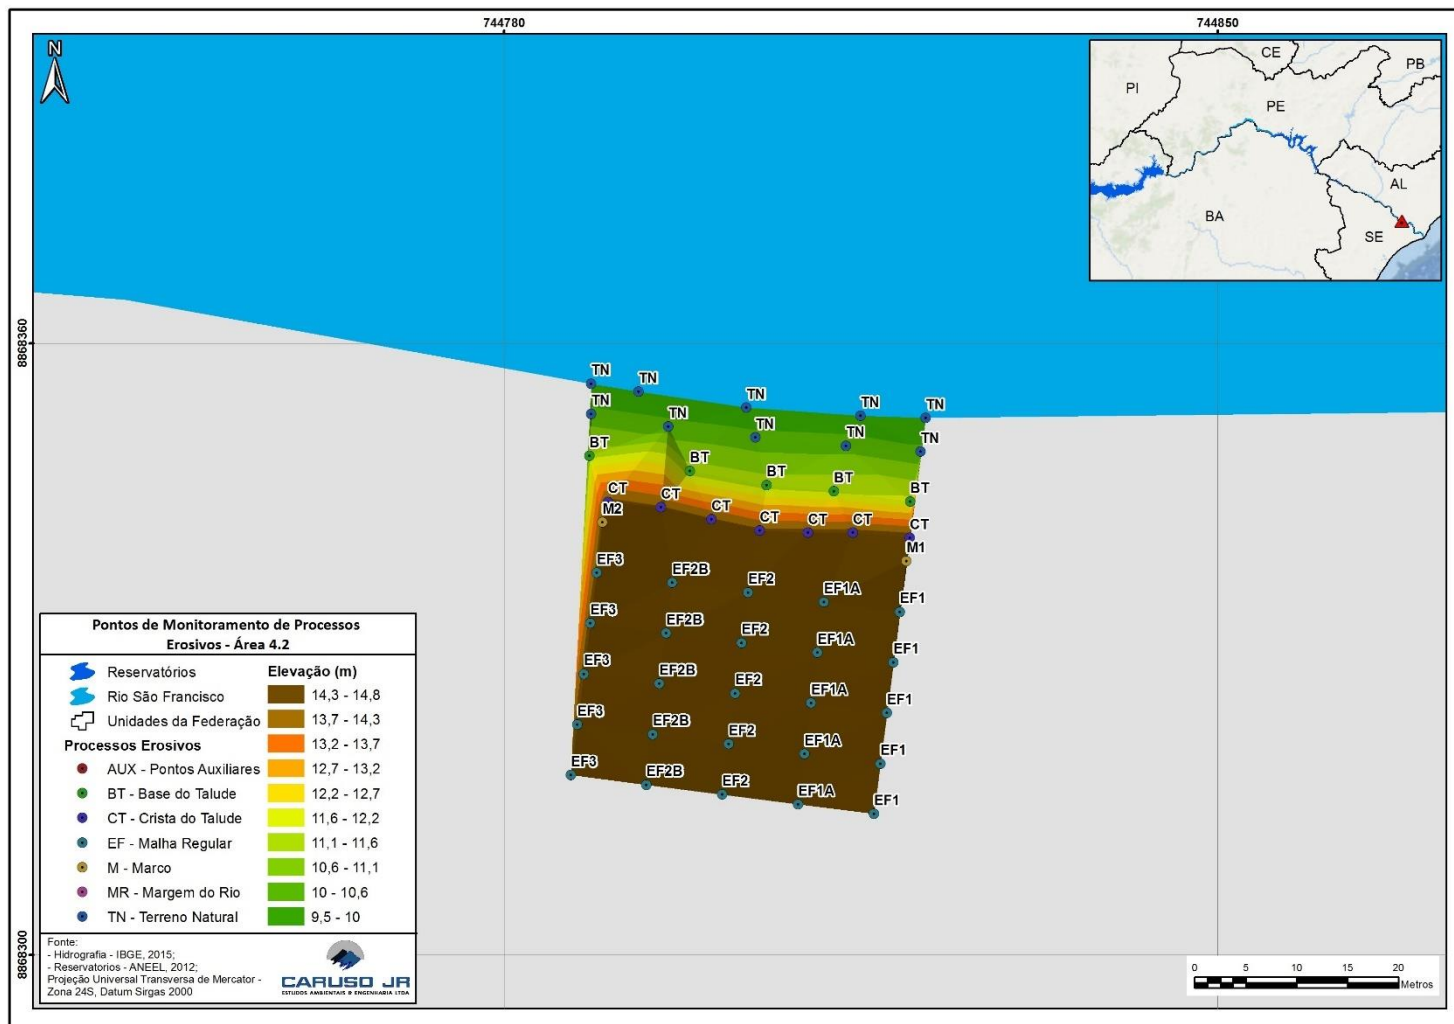 744780
744850
N
CE
PB
PI
PE
AL
BA
SE
8868360
TN
TN
TN
TN
TN
TN
TN
TN
TN
TN
BT
BT
BT
BT
BT
CT
CT
CT
CT
CT
CT
CT
M2
M1
EF3
EF2B
EF2
EF1A
EF1
EF3
EF2B
EF2
EF1A
EF1
EF3
EF2B
EF2
EF1A
EF1
EF3
EF2B
EF2
EF1A
EF1
EF3
EF2B
EF2
EF1A
EF1
Pontos de Monitoramento de Processos
Erosivos - Área 4.2
Reservatórios
Rio São Francisco
Unidades da Federação
Processos Erosivos
AUX - Pontos Auxiliares
BT - Base do Talude
CT - Crista do Talude
EF - Malha Regular
M - Marco
MR - Margem do Rio
TN - Terreno Natural
Elevação (m)
14,3 - 14,8
13,7 - 14,3
13,2 - 13,7
12,7 - 13,2
12,2 - 12,7
11,6 - 12,2
11,1 - 11,6
10,6 - 11,1
10 - 10,6
9,5 - 10
Fonte:
- Hidrografia - IBGE, 2015;
- Reservatorios - ANEEL, 2012;
Projeção Universal Transversa de Mercator -
Zona 24S, Datum Sirgas 2000
CARUSO JR
ESTUDOS AMBIENTAIS & ENGENHARIA LTDA
8868300
0 5 10 15 20
Metros